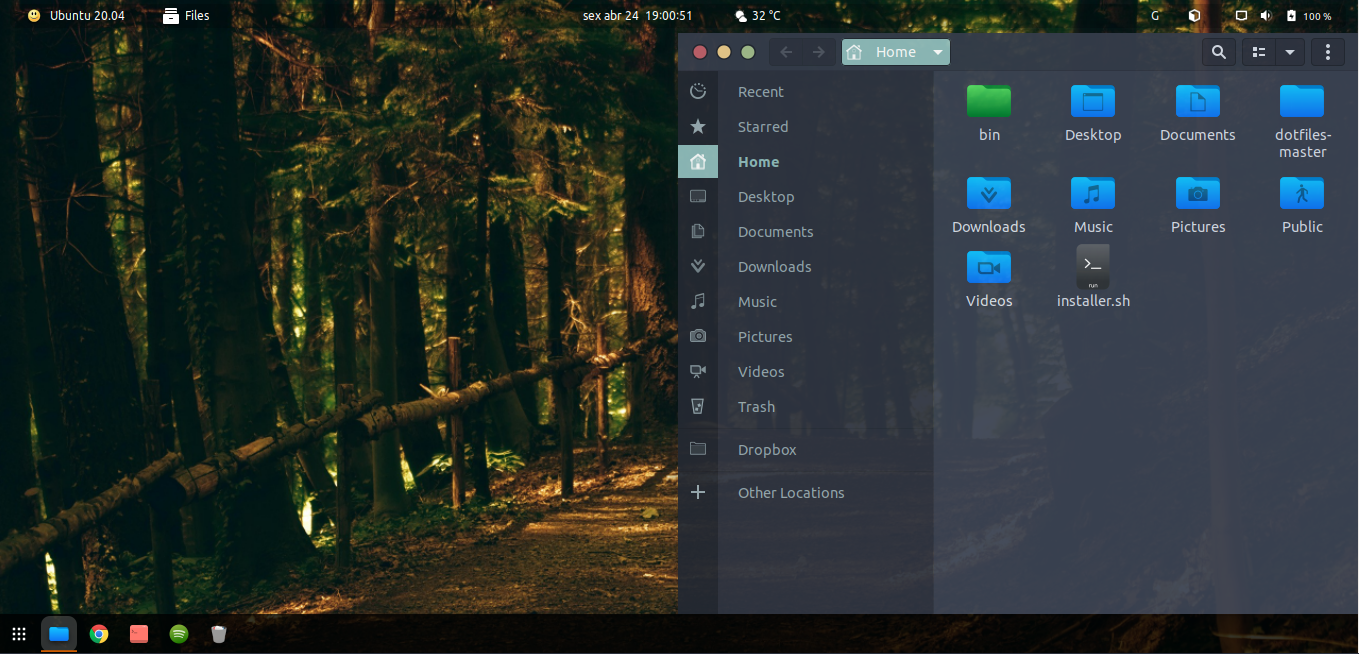 Ubuntu 20.04
Files
sex abr 24 19:00:51
32 °C
G
100 %
Home
Recent
Starred
Home
Desktop
Documents
Downloads
Music
Pictures
Videos
Trash
Dropbox
Other Locations
bin
Desktop
Documents
dotfiles-
master
Downloads
Music
Pictures
Public
Videos
>_
run
installer.sh